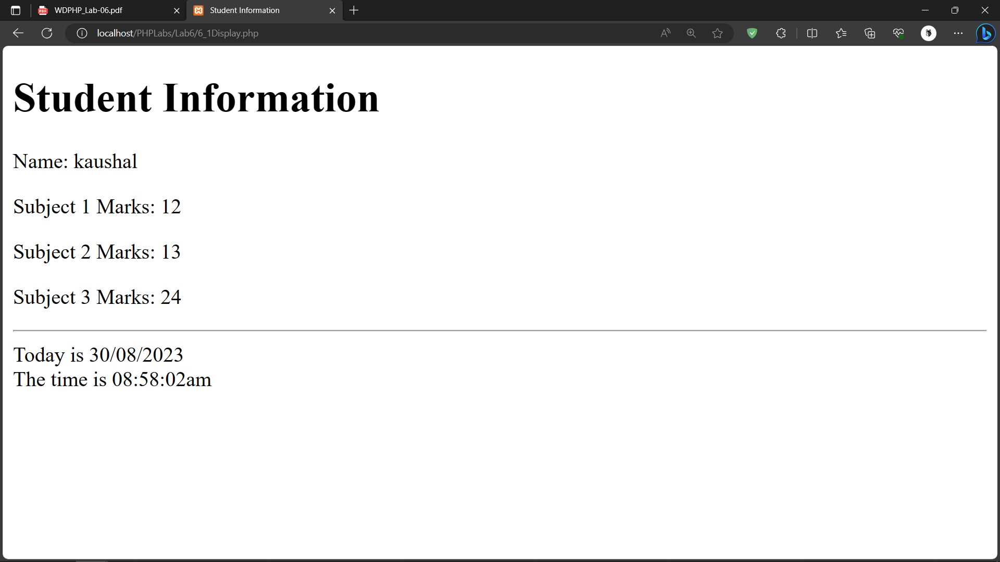 WDPHP_Lab-06.pdf
Student Information
localhost/PHPLabs/Lab6/6_1Display.php
Student Information
Name: kaushal
Subject 1 Marks: 12
Subject 2 Marks: 13
Subject 3 Marks: 24
Today is 30/08/2023
The time is 08:58:02am